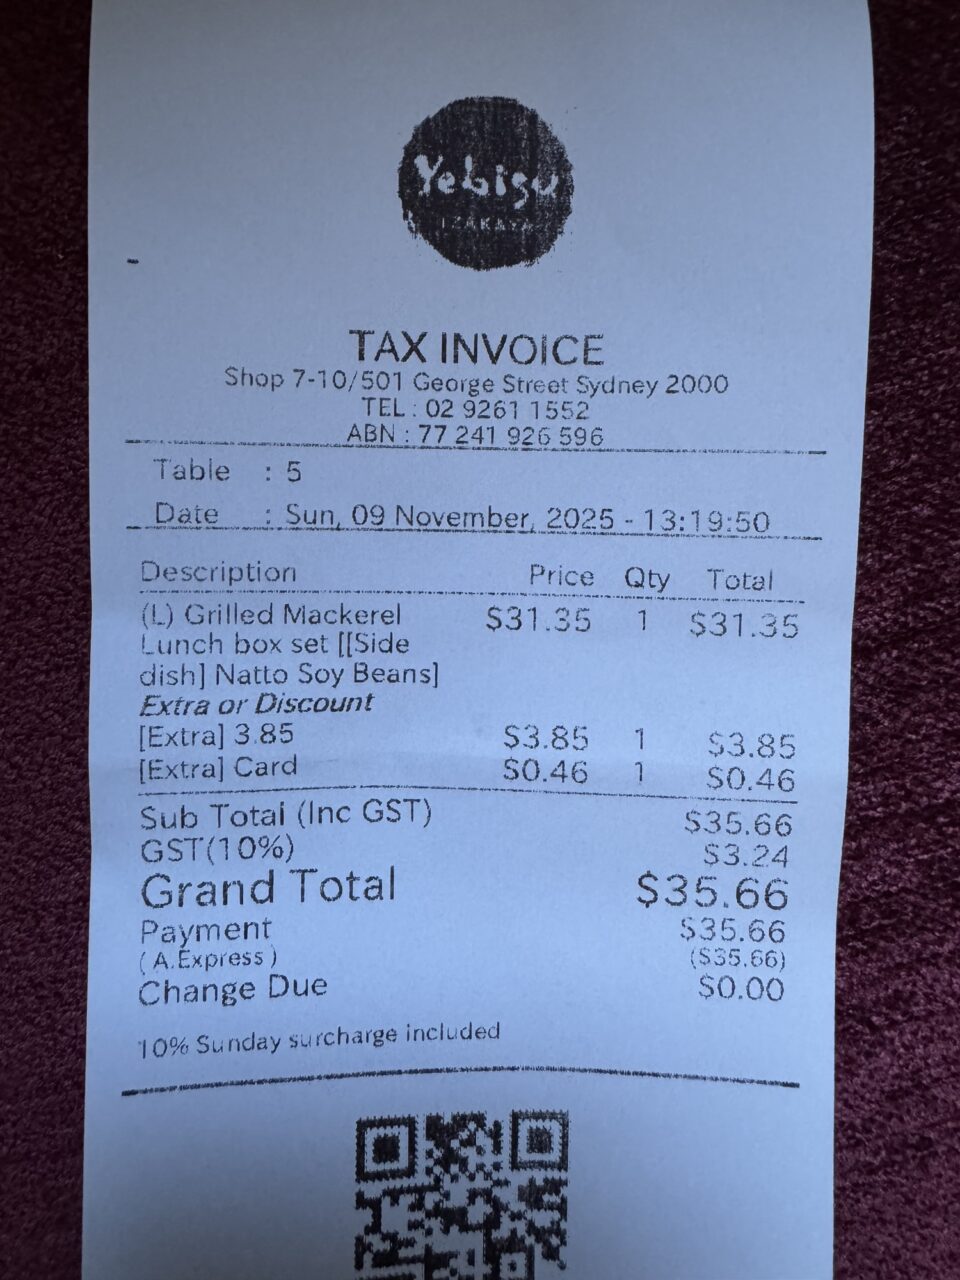 Yebisu
IZAKAYA
TAX INVOICE
Shop 7-10/501 George Street Sydney 2000
TEL : 02 9261 1552
ABN : 77 241 926 596
Table : 5
Date : Sun, 09 November, 2025 - 13:19:50
Description Price Qty Total
(L) Grilled Mackerel $31.35 1 $31.35
Lunch box set [[Side
dish] Natto Soy Beans]
Extra or Discount
[Extra] 3.85 $3.85 1 $3.85
[Extra] Card $0.46 1 $0.46
Sub Total (Inc GST) $35.66
GST(10%) $3.24
Grand Total $35.66
Payment $35.66
( A.Express ) ($35.66)
Change Due $0.00
10% Sunday surcharge included